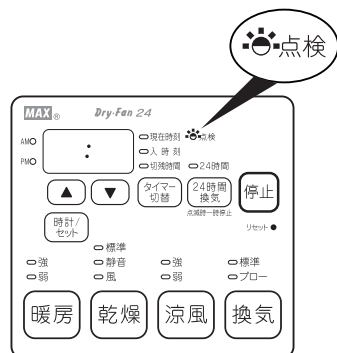 点検
MAX® Dry-Fan 24
AM
PM
:
現在時刻 点検
入時刻
切残時間 24時間
▲ ▼ タイマー切替 24時間換気 停止
点滅時一時停止
時計/セット
リセット
標準
強 静音 強 標準
弱 風 弱 ブロー
暖房 乾燥 涼風 換気